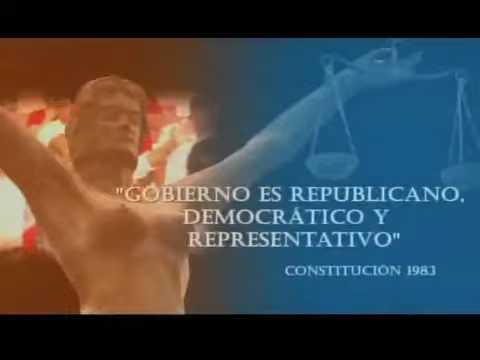 "GOBIERNO ES REPUBLICANO,
DEMOCRÁTICO Y
REPRESENTATIVO"
CONSTITUCIÓN 1983